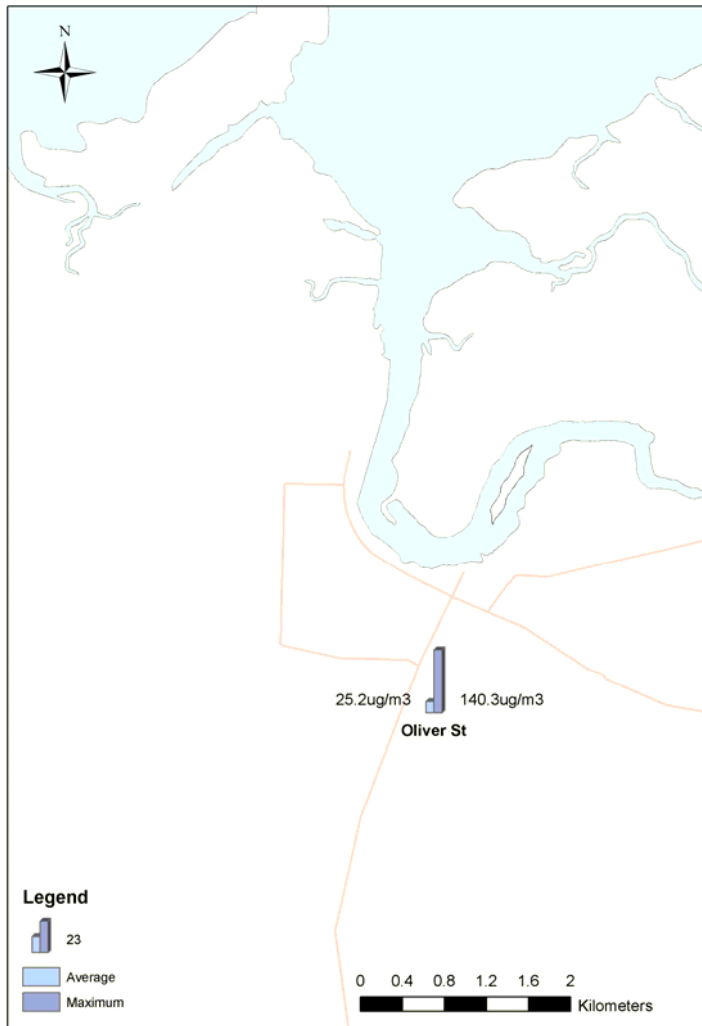 N
25.2ug/m3 140.3ug/m3
Oliver St
Legend
23
Average
Maximum
0 0.4 0.8 1.2 1.6 2
Kilometers